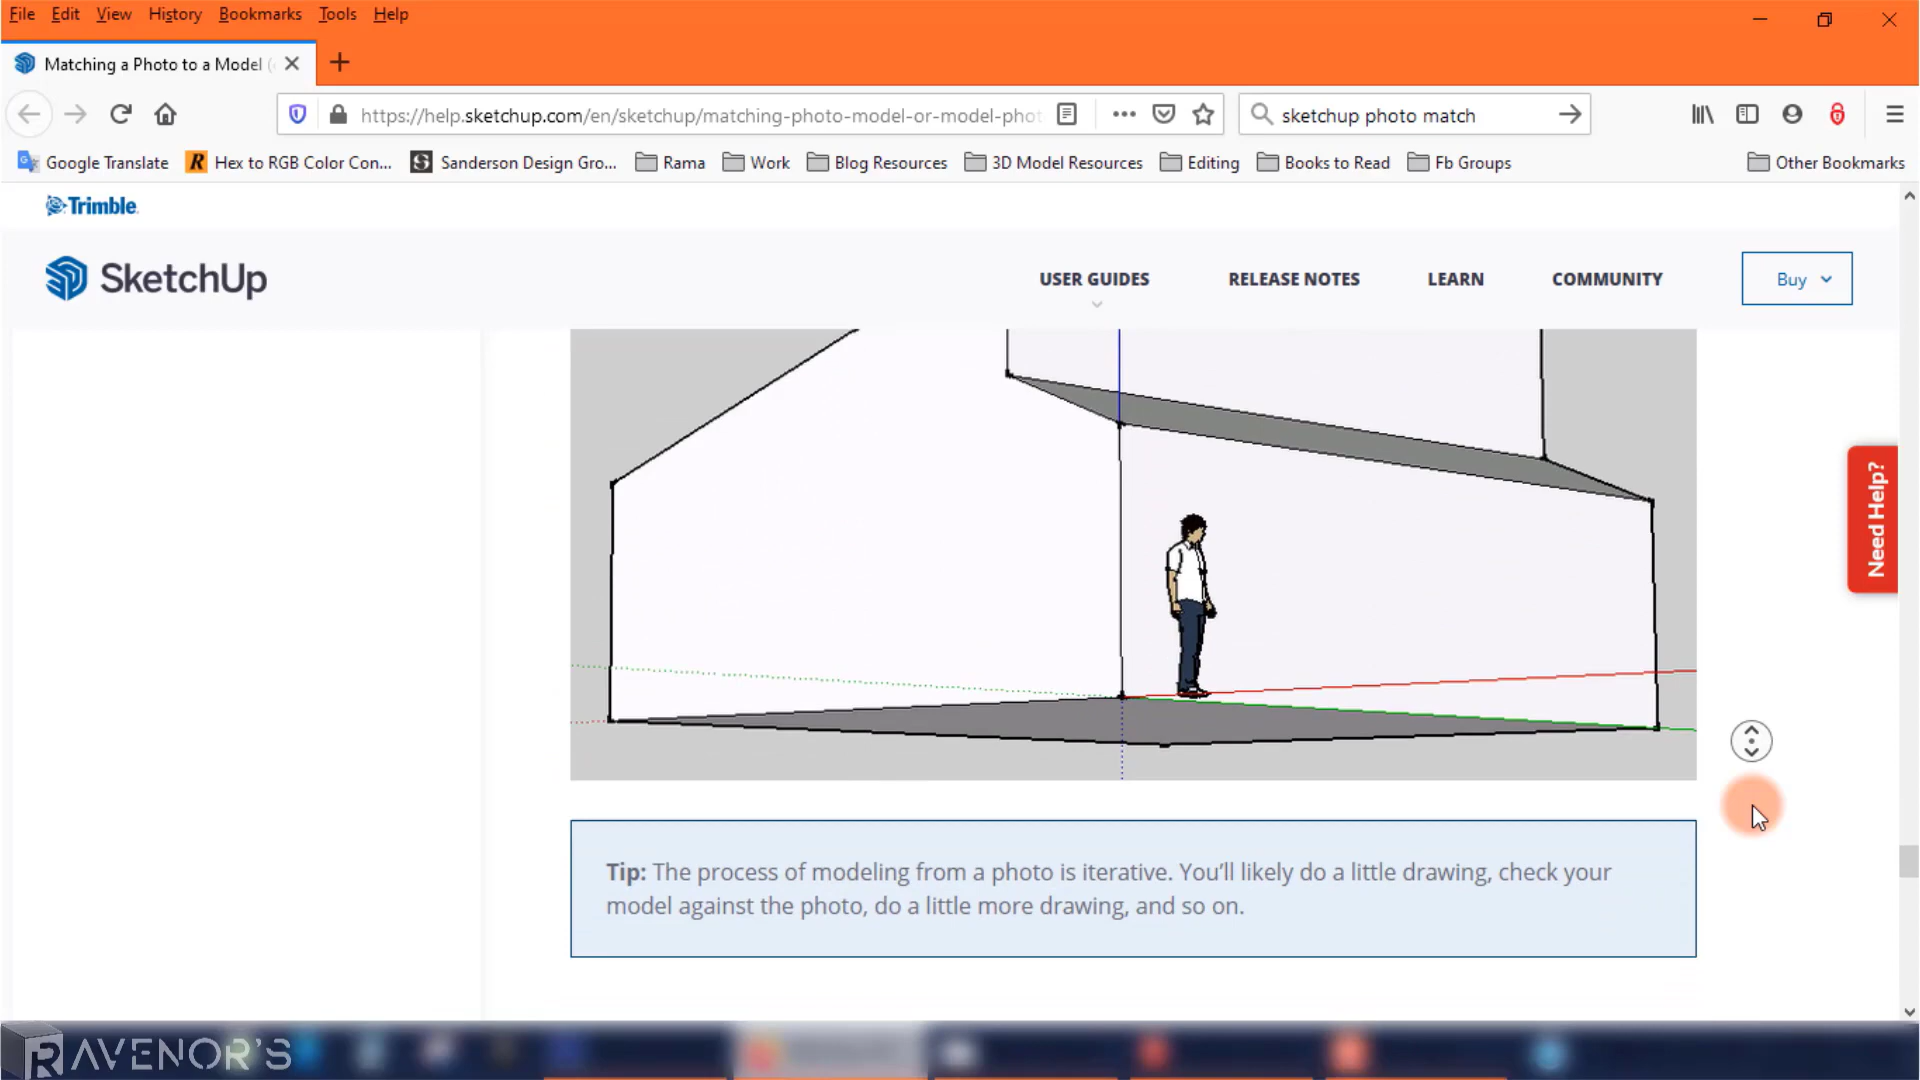 File Edit View History Bookmarks Tools Help
Matching a Photo to a Model (
https://help.sketchup.com/en/sketchup/matching-photo-model-or-model-phot
sketchup photo match
Google Translate
Hex to RGB Color Con...
Sanderson Design Gro...
Rama
Work
Blog Resources
3D Model Resources
Editing
Books to Read
Fb Groups
Other Bookmarks
Trimble
SketchUp
USER GUIDES
RELEASE NOTES
LEARN
COMMUNITY
Buy
Need Help?
Tip: The process of modeling from a photo is iterative. You’ll likely do a little drawing, check your
model against the photo, do a little more drawing, and so on.
RAVENOR'S